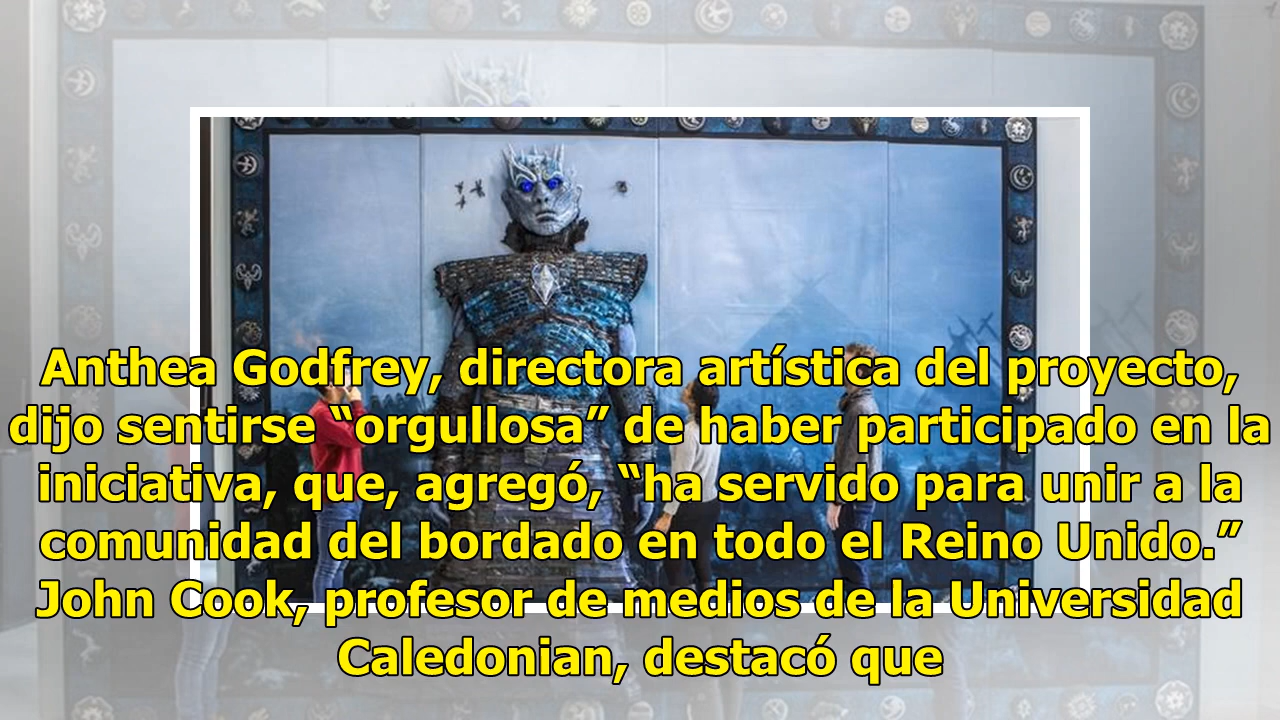 Anthea Godfrey, directora artística del proyecto,
dijo sentirse “orgullosa” de haber participado en la
iniciativa, que, agregó, “ha servido para unir a la
comunidad del bordado en todo el Reino Unido.”
John Cook, profesor de medios de la Universidad
Caledonian, destacó que